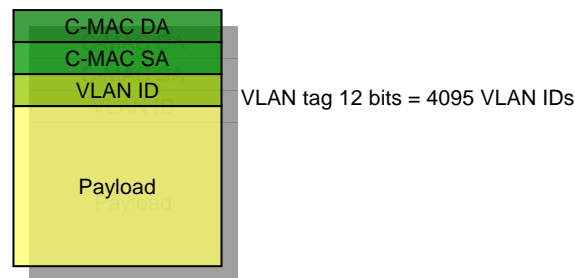 C-MAC DA
C-MAC SA
VLAN ID
VLAN tag 12 bits = 4095 VLAN IDs
Payload